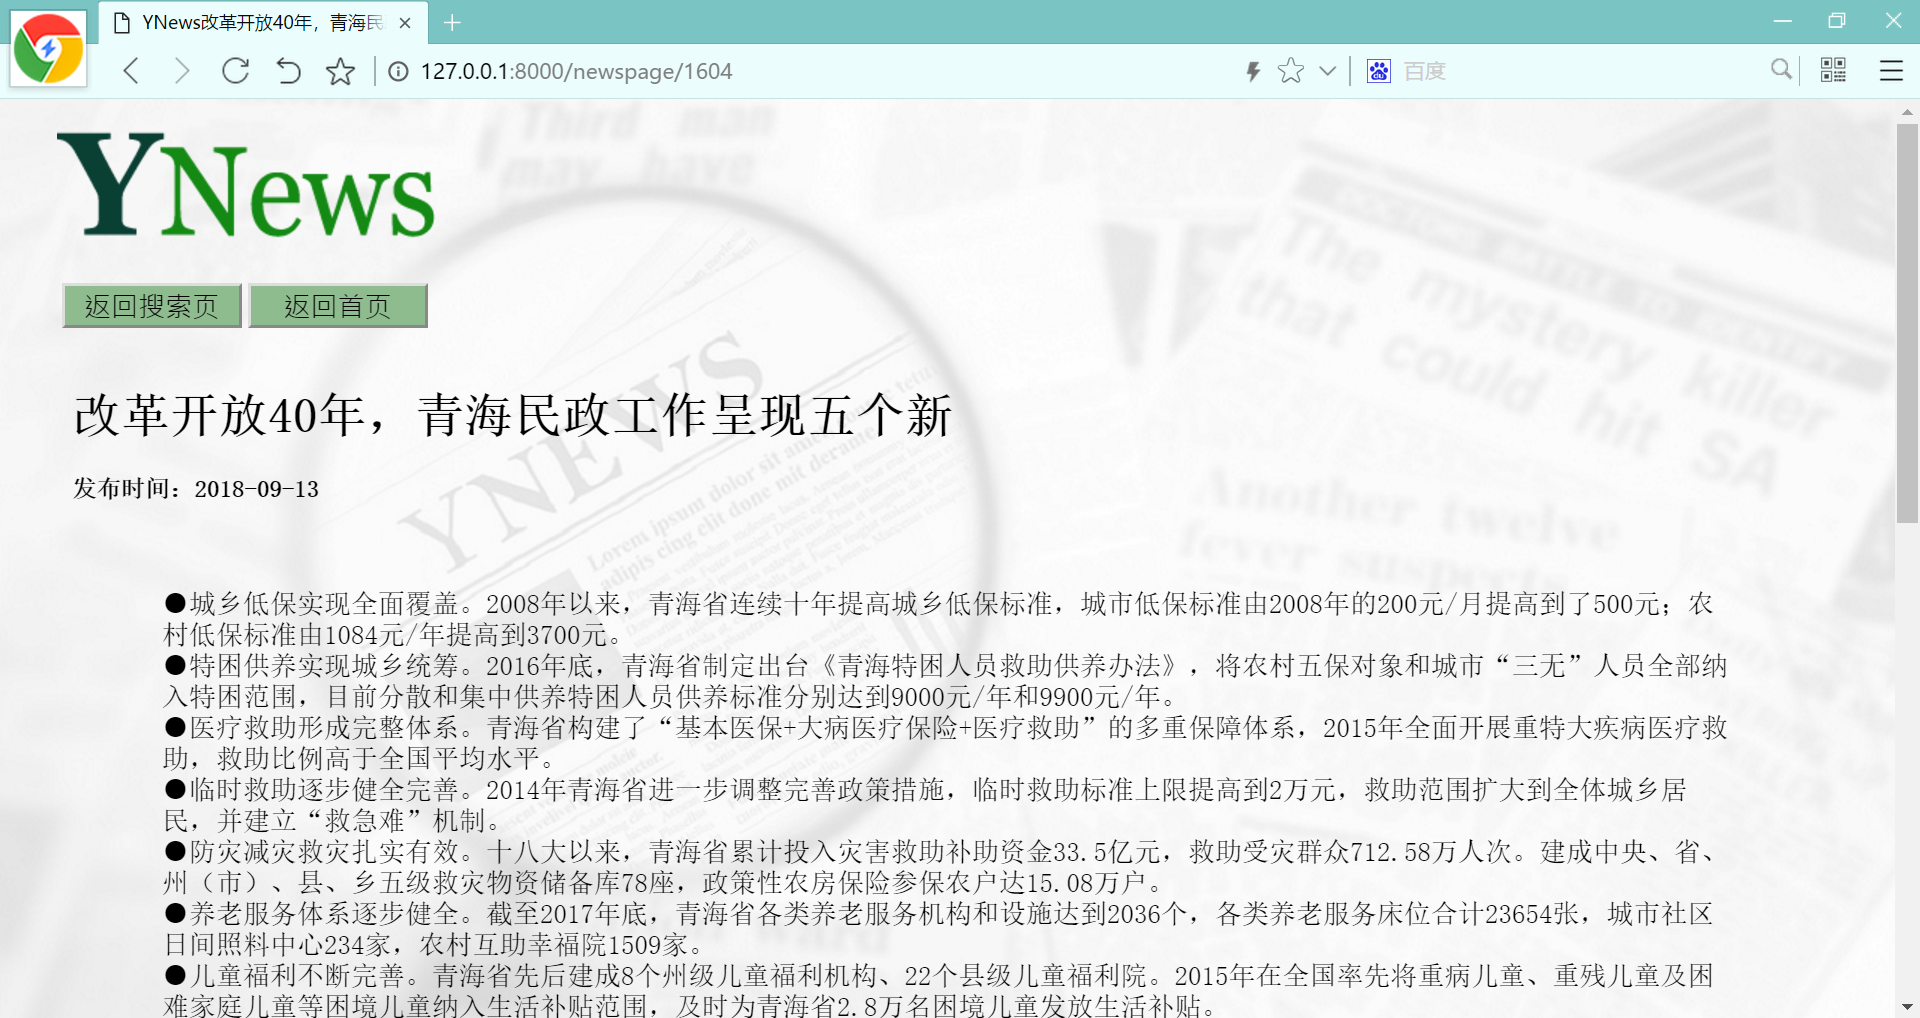 YNews改革开放40年，青海民
127.0.0.1:8000/newspage/1604
百度
YNews
返回搜索页 返回首页
改革开放40年，青海民政工作呈现五个新
发布时间：2018-09-13
●城乡低保实现全面覆盖。2008年以来，青海省连续十年提高城乡低保标准，城市低保标准由2008年的200元/月提高到了500元；农
村低保标准由1084元/年提高到3700元。
●特困供养实现城乡统筹。2016年底，青海省制定出台《青海特困人员救助供养办法》，将农村五保对象和城市“三无”人员全部纳
入特困范围，目前分散和集中供养特困人员供养标准分别达到9000元/年和9900元/年。
●医疗救助形成完整体系。青海省构建了“基本医保+大病医疗保险+医疗救助”的多重保障体系，2015年全面开展重特大疾病医疗救
助，救助比例高于全国平均水平。
●临时救助逐步健全完善。2014年青海省进一步调整完善政策措施，临时救助标准上限提高到2万元，救助范围扩大到全体城乡居
民，并建立“救急难”机制。
●防灾减灾救灾扎实有效。十八大以来，青海省累计投入灾害救助补助资金33.5亿元，救助受灾群众712.58万人次。建成中央、省、
州（市）、县、乡五级救灾物资储备库78座，政策性农房保险参保农户达15.08万户。
●养老服务体系逐步健全。截至2017年底，青海省各类养老服务机构和设施达到2036个，各类养老服务床位合计23654张，城市社区
日间照料中心234家，农村互助幸福院1509家。
●儿童福利不断完善。青海省先后建成8个州级儿童福利机构、22个县级儿童福利院。2015年在全国率先将重病儿童、重残儿童及困
难家庭儿童等困境儿童纳入生活补贴范围，及时为青海省2.8万名困境儿童发放生活补贴。
Third man
may have
The mystery killer
that could hit SA
Another twelve
fever suspects
YNEWS
Lorem ipsum dolor sit amet
adipis cing elit done mit deramet